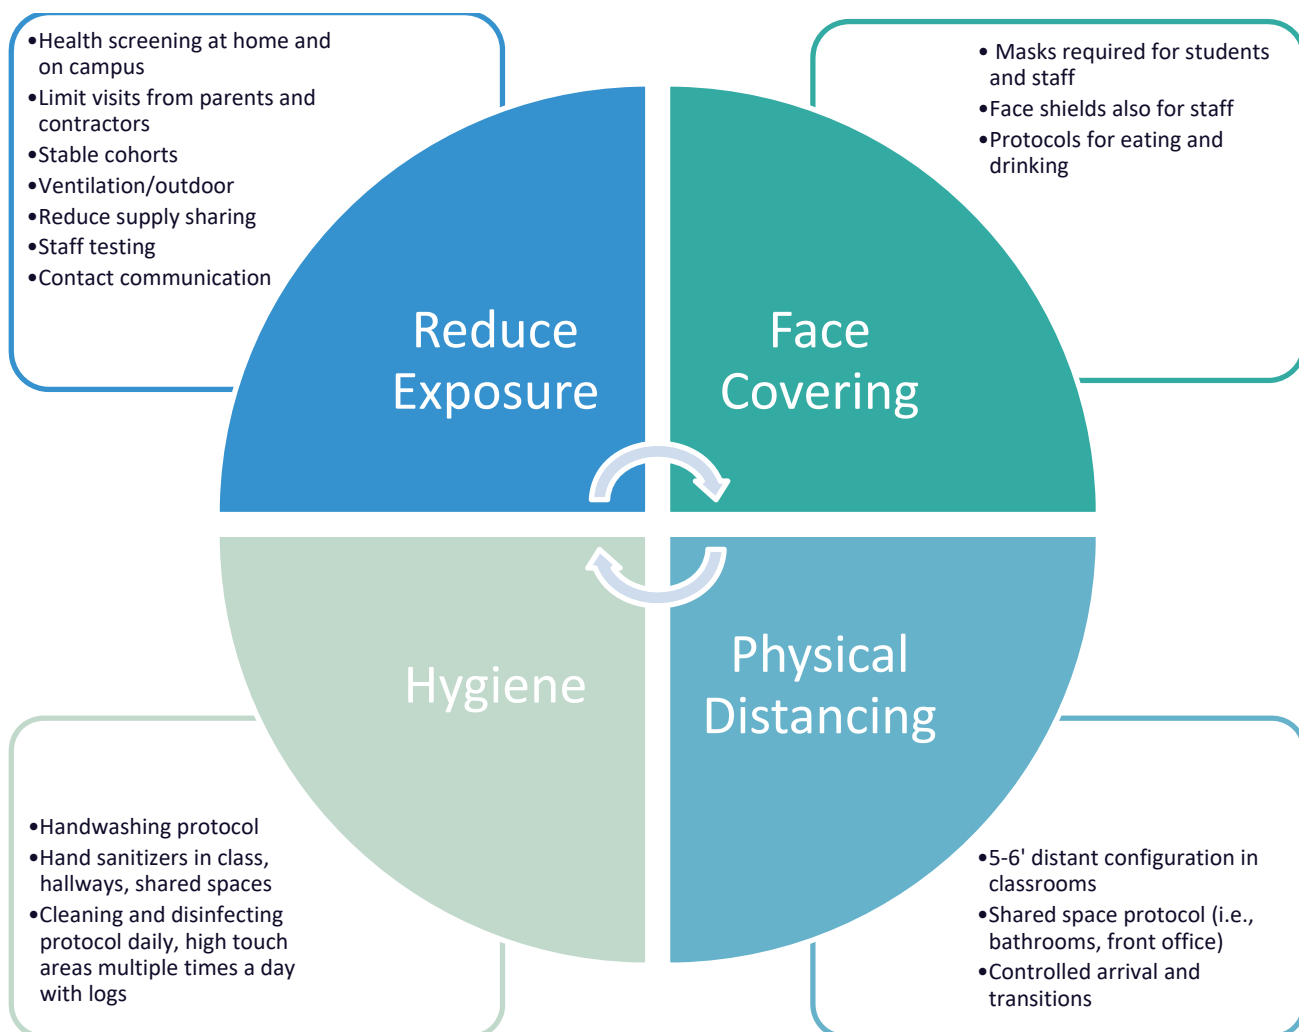 •Health screening at home and
on campus
•Limit visits from parents and
contractors
•Stable cohorts
•Ventilation/outdoor
•Reduce supply sharing
•Staff testing
•Contact communication
Reduce
Exposure
• Masks required for students
and staff
•Face shields also for staff
•Protocols for eating and
drinking
Face
Covering
Hygiene
•Handwashing protocol
•Hand sanitizers in class,
hallways, shared spaces
•Cleaning and disinfecting
protocol daily, high touch
areas multiple times a day
with logs
Physical
Distancing
•5-6' distant configuration in
classrooms
•Shared space protocol (i.e.,
bathrooms, front office)
•Controlled arrival and
transitions